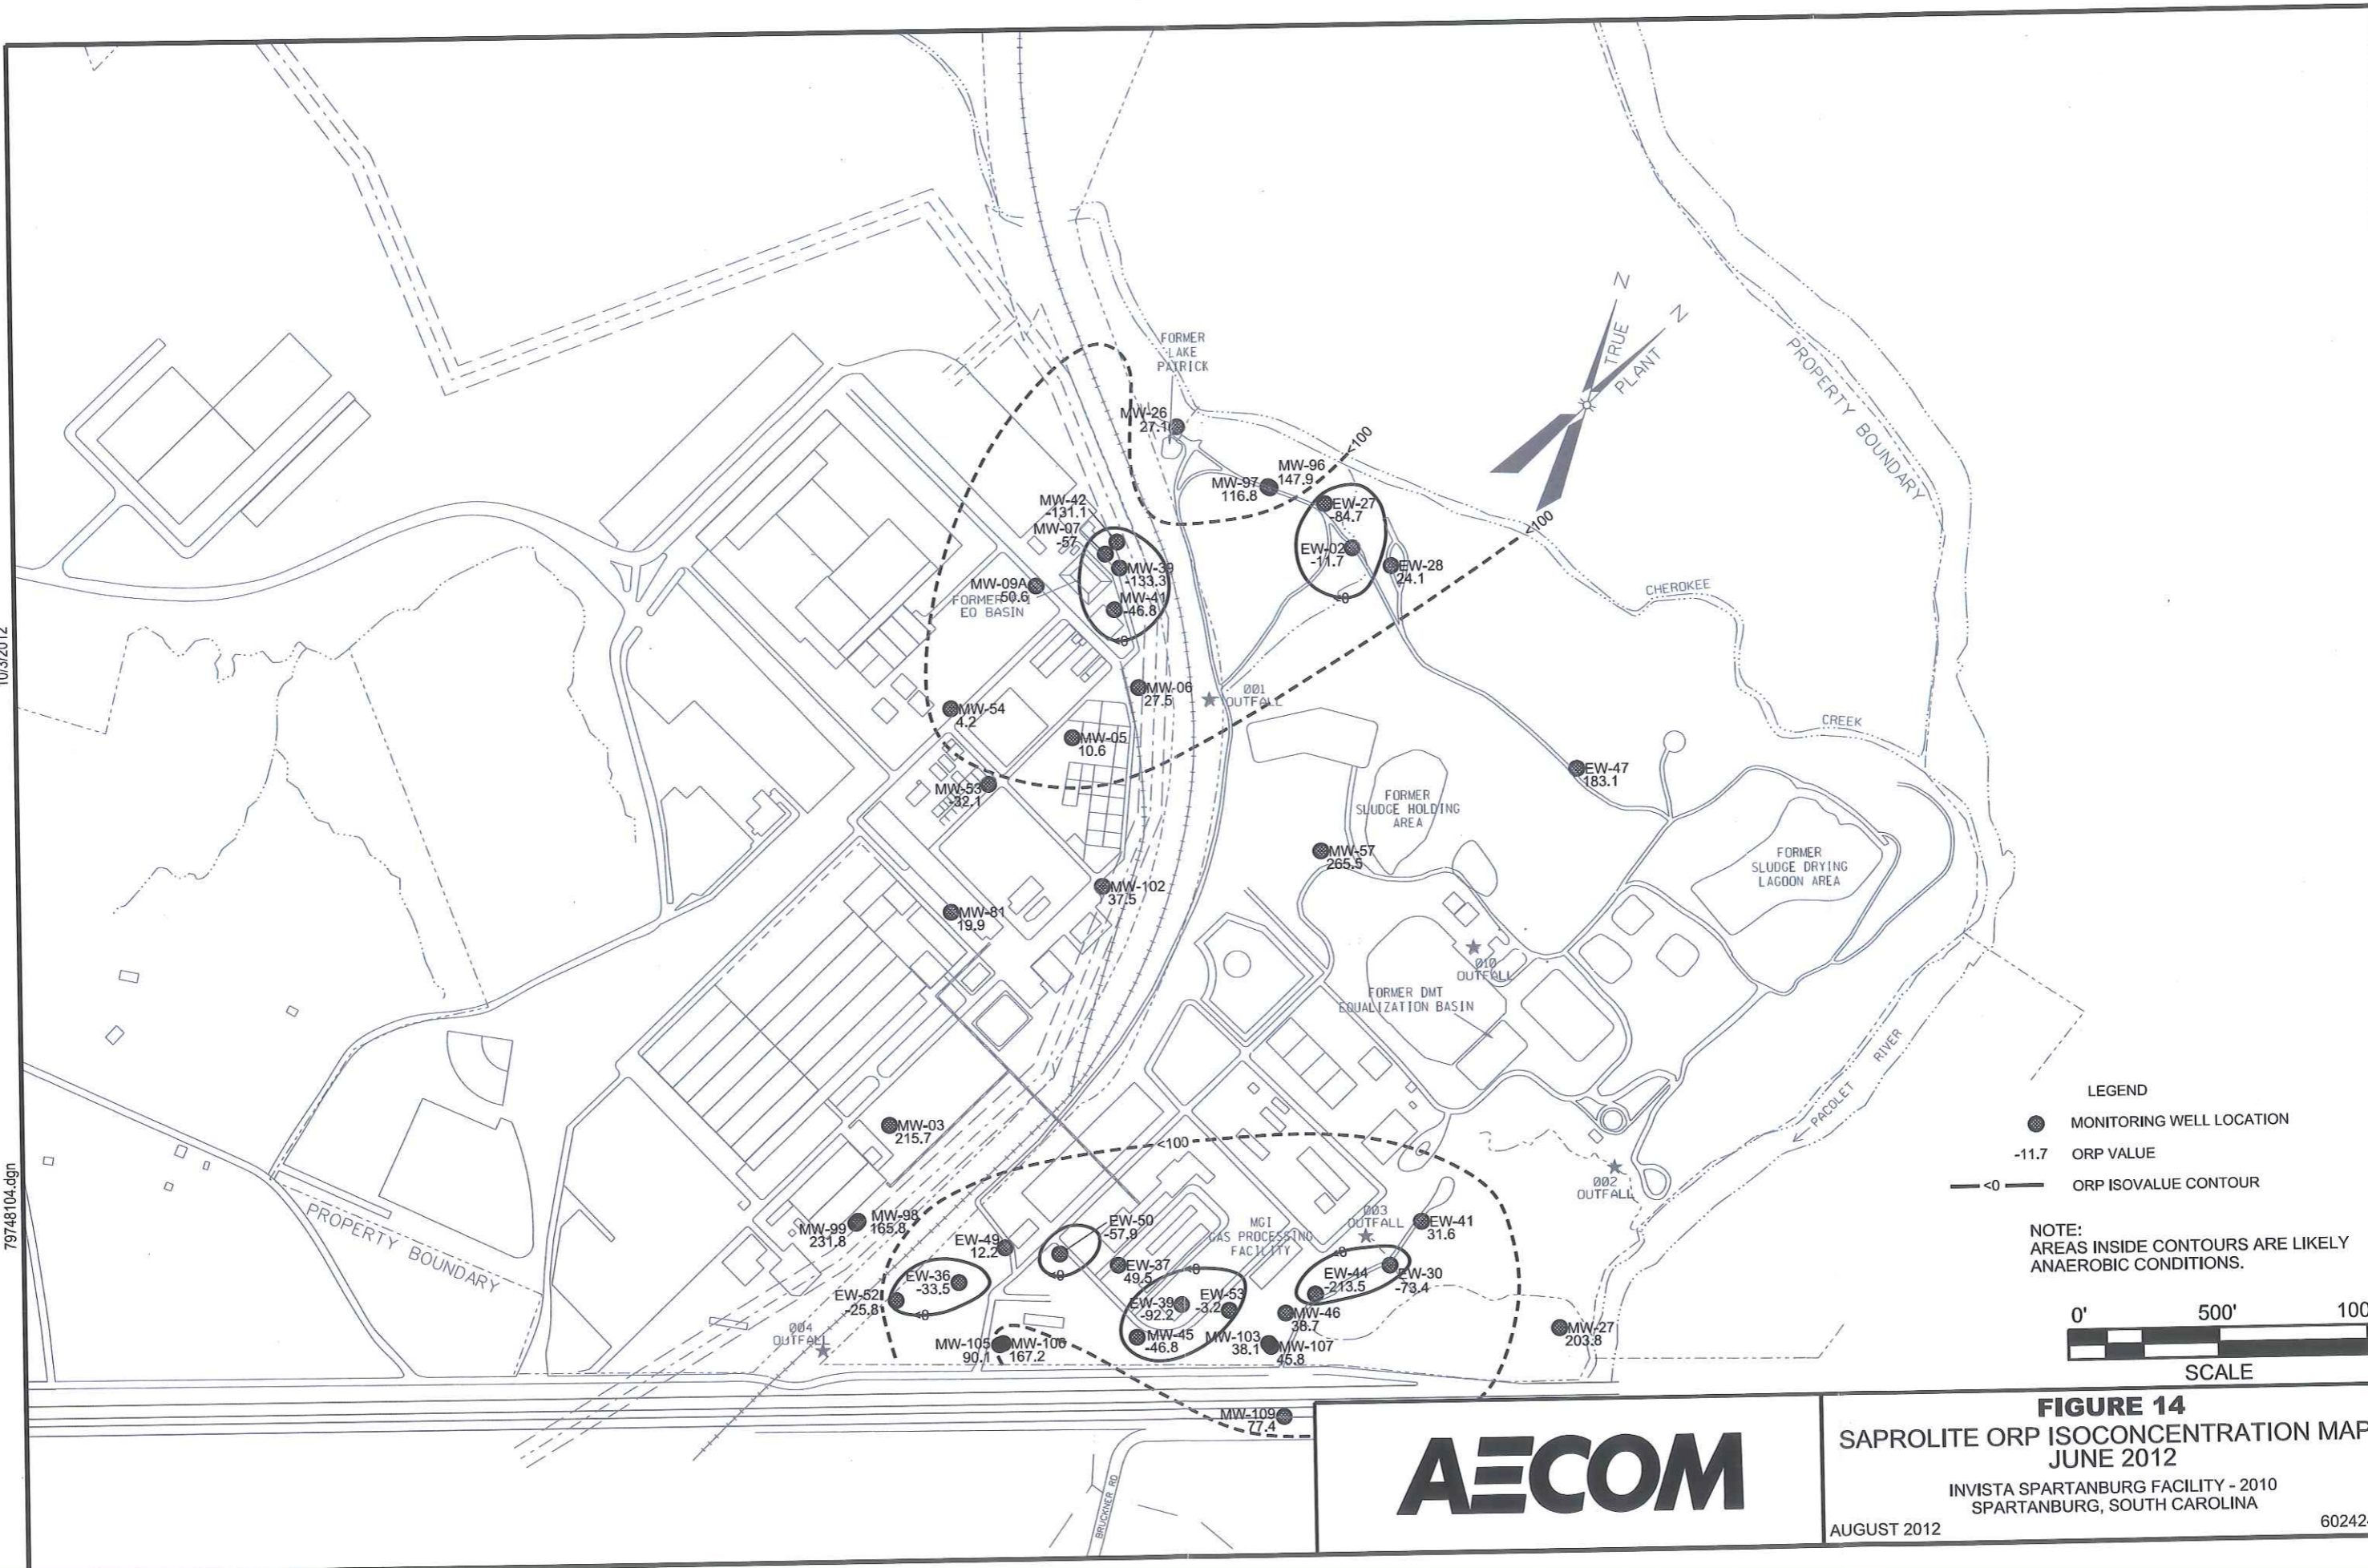 FORMER
LAKE
PATRICK
MW-26
27.1
<100
MW-96
147.9
MW-97
116.8
EW-27
-84.7
<100
EW-02
-11.7
EW-28
24.1
<0
MW-42
-131.1
MW-07
-57
MW-39
-133.3
MW-41
-46.8
<0
MW-09A
50.6
EO BASIN
MW-06
27.5
001
OUTFALL
MW-54
4.2
MW-05
10.6
MW-53
-32.1
N
TRUE
N
PLANT
PROPERTY BOUNDARY
CHEROKEE
CREEK
EW-47
183.1
FORMER
SLUDGE HOLDING
AREA
MW-57
265.5
FORMER
SLUDGE DRYING
LAGOON AREA
MW-102
37.5
MW-81
19.9
010
OUTFALL
FORMER DMT
EQUALIZATION BASIN
PACOLET
RIVER
MW-03
215.7
<100
002
OUTFALL
PROPERTY BOUNDARY
MW-98
165.8
MW-99
231.8
EW-49
12.2
EW-50
-57.9
<0
EW-37
49.5
MGI
GAS PROCESSING
FACILITY
003
OUTFALL
EW-41
31.6
EW-36
-33.5
EW-52
-25.8
<0
<0
EW-39
-92.2
EW-53
-3.2
MW-45
-46.8
<0
EW-44
-213.5
EW-30
-73.4
MW-46
38.7
MW-103
38.1
MW-107
45.8
MW-27
203.8
004
OUTFALL
MW-105
90.1
MW-106
167.2
MW-109
77.4
BRUCKNER RD
LEGEND
MONITORING WELL LOCATION
-11.7 ORP VALUE
<0 ORP ISOVALUE CONTOUR
NOTE:
AREAS INSIDE CONTOURS ARE LIKELY
ANAEROBIC CONDITIONS.
0' 500' 100
SCALE
AECOM
FIGURE 14
SAPROLITE ORP ISOCONCENTRATION MAP
JUNE 2012
INVISTA SPARTANBURG FACILITY - 2010
SPARTANBURG, SOUTH CAROLINA
AUGUST 2012
60242
10/3/2012
79748104.dgn